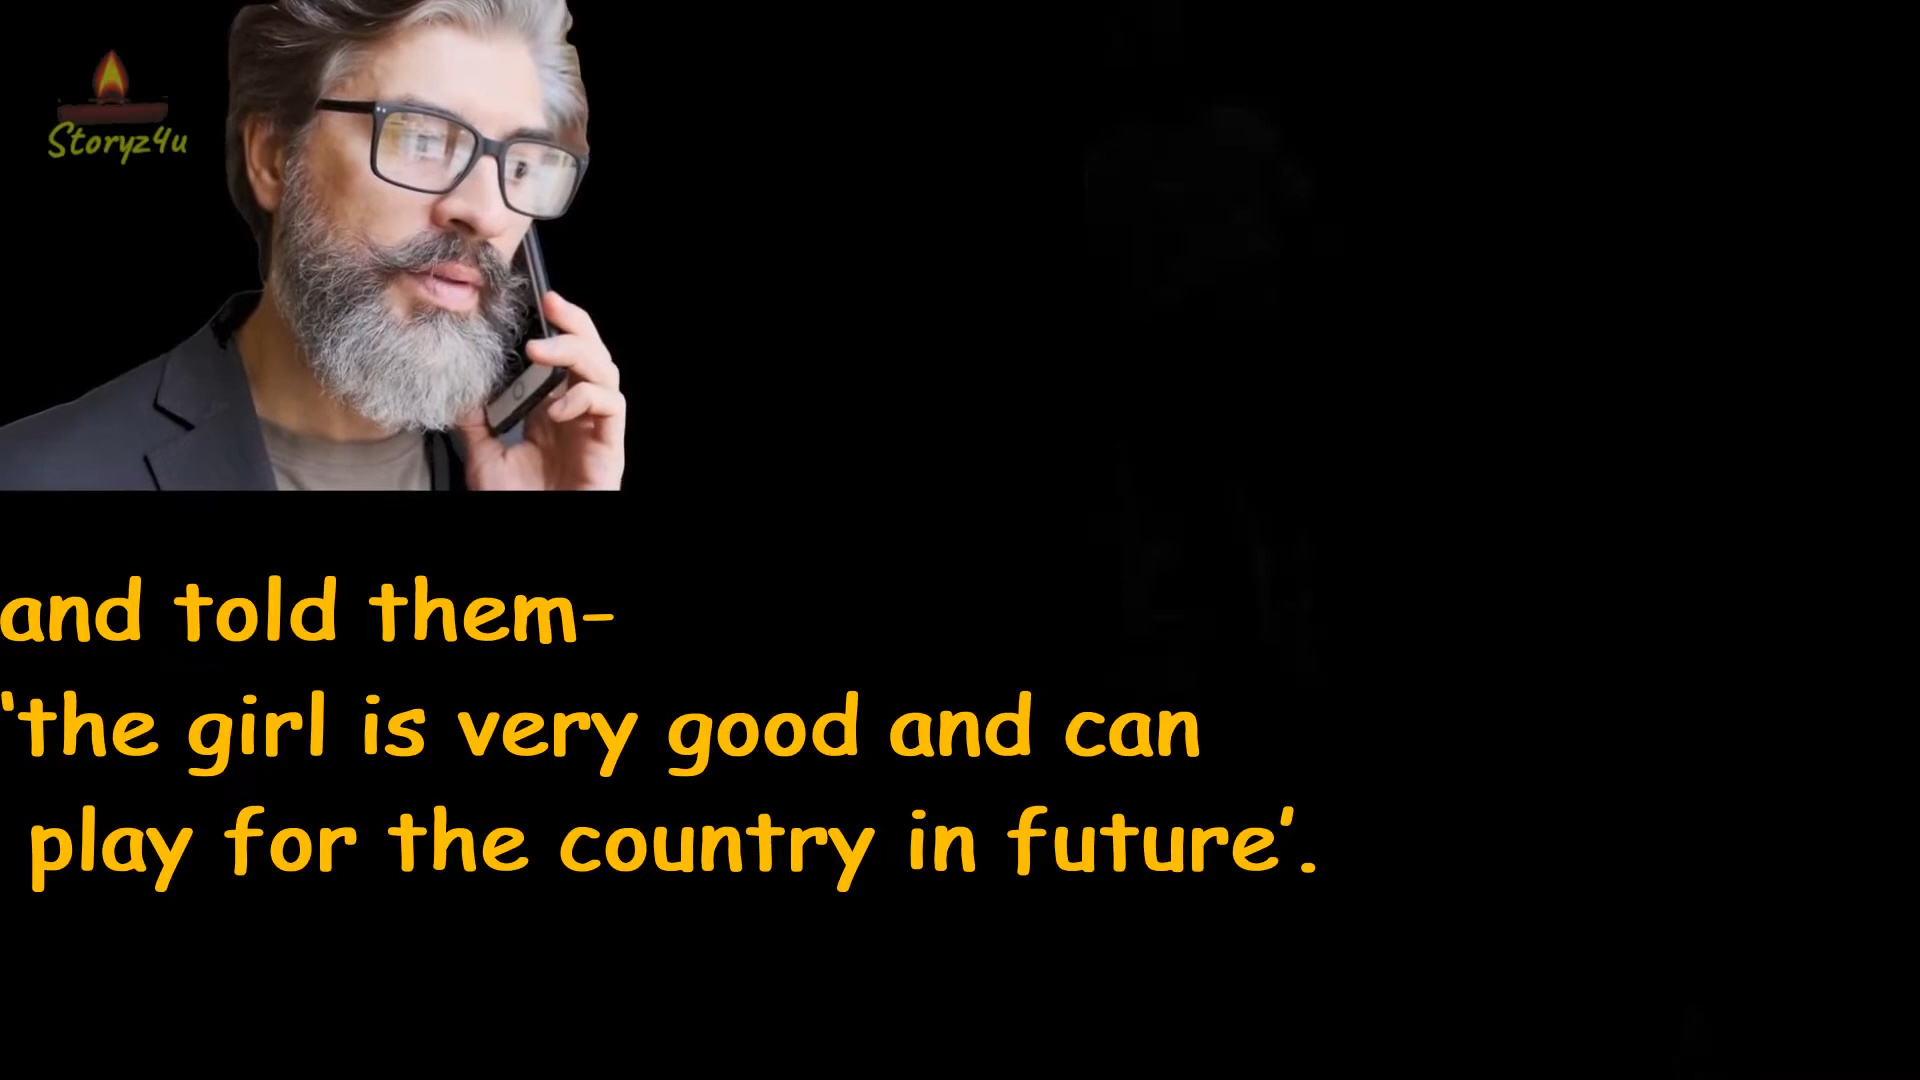 Storyz4u
and told them-
‘the girl is very good and can
play for the country in future’.